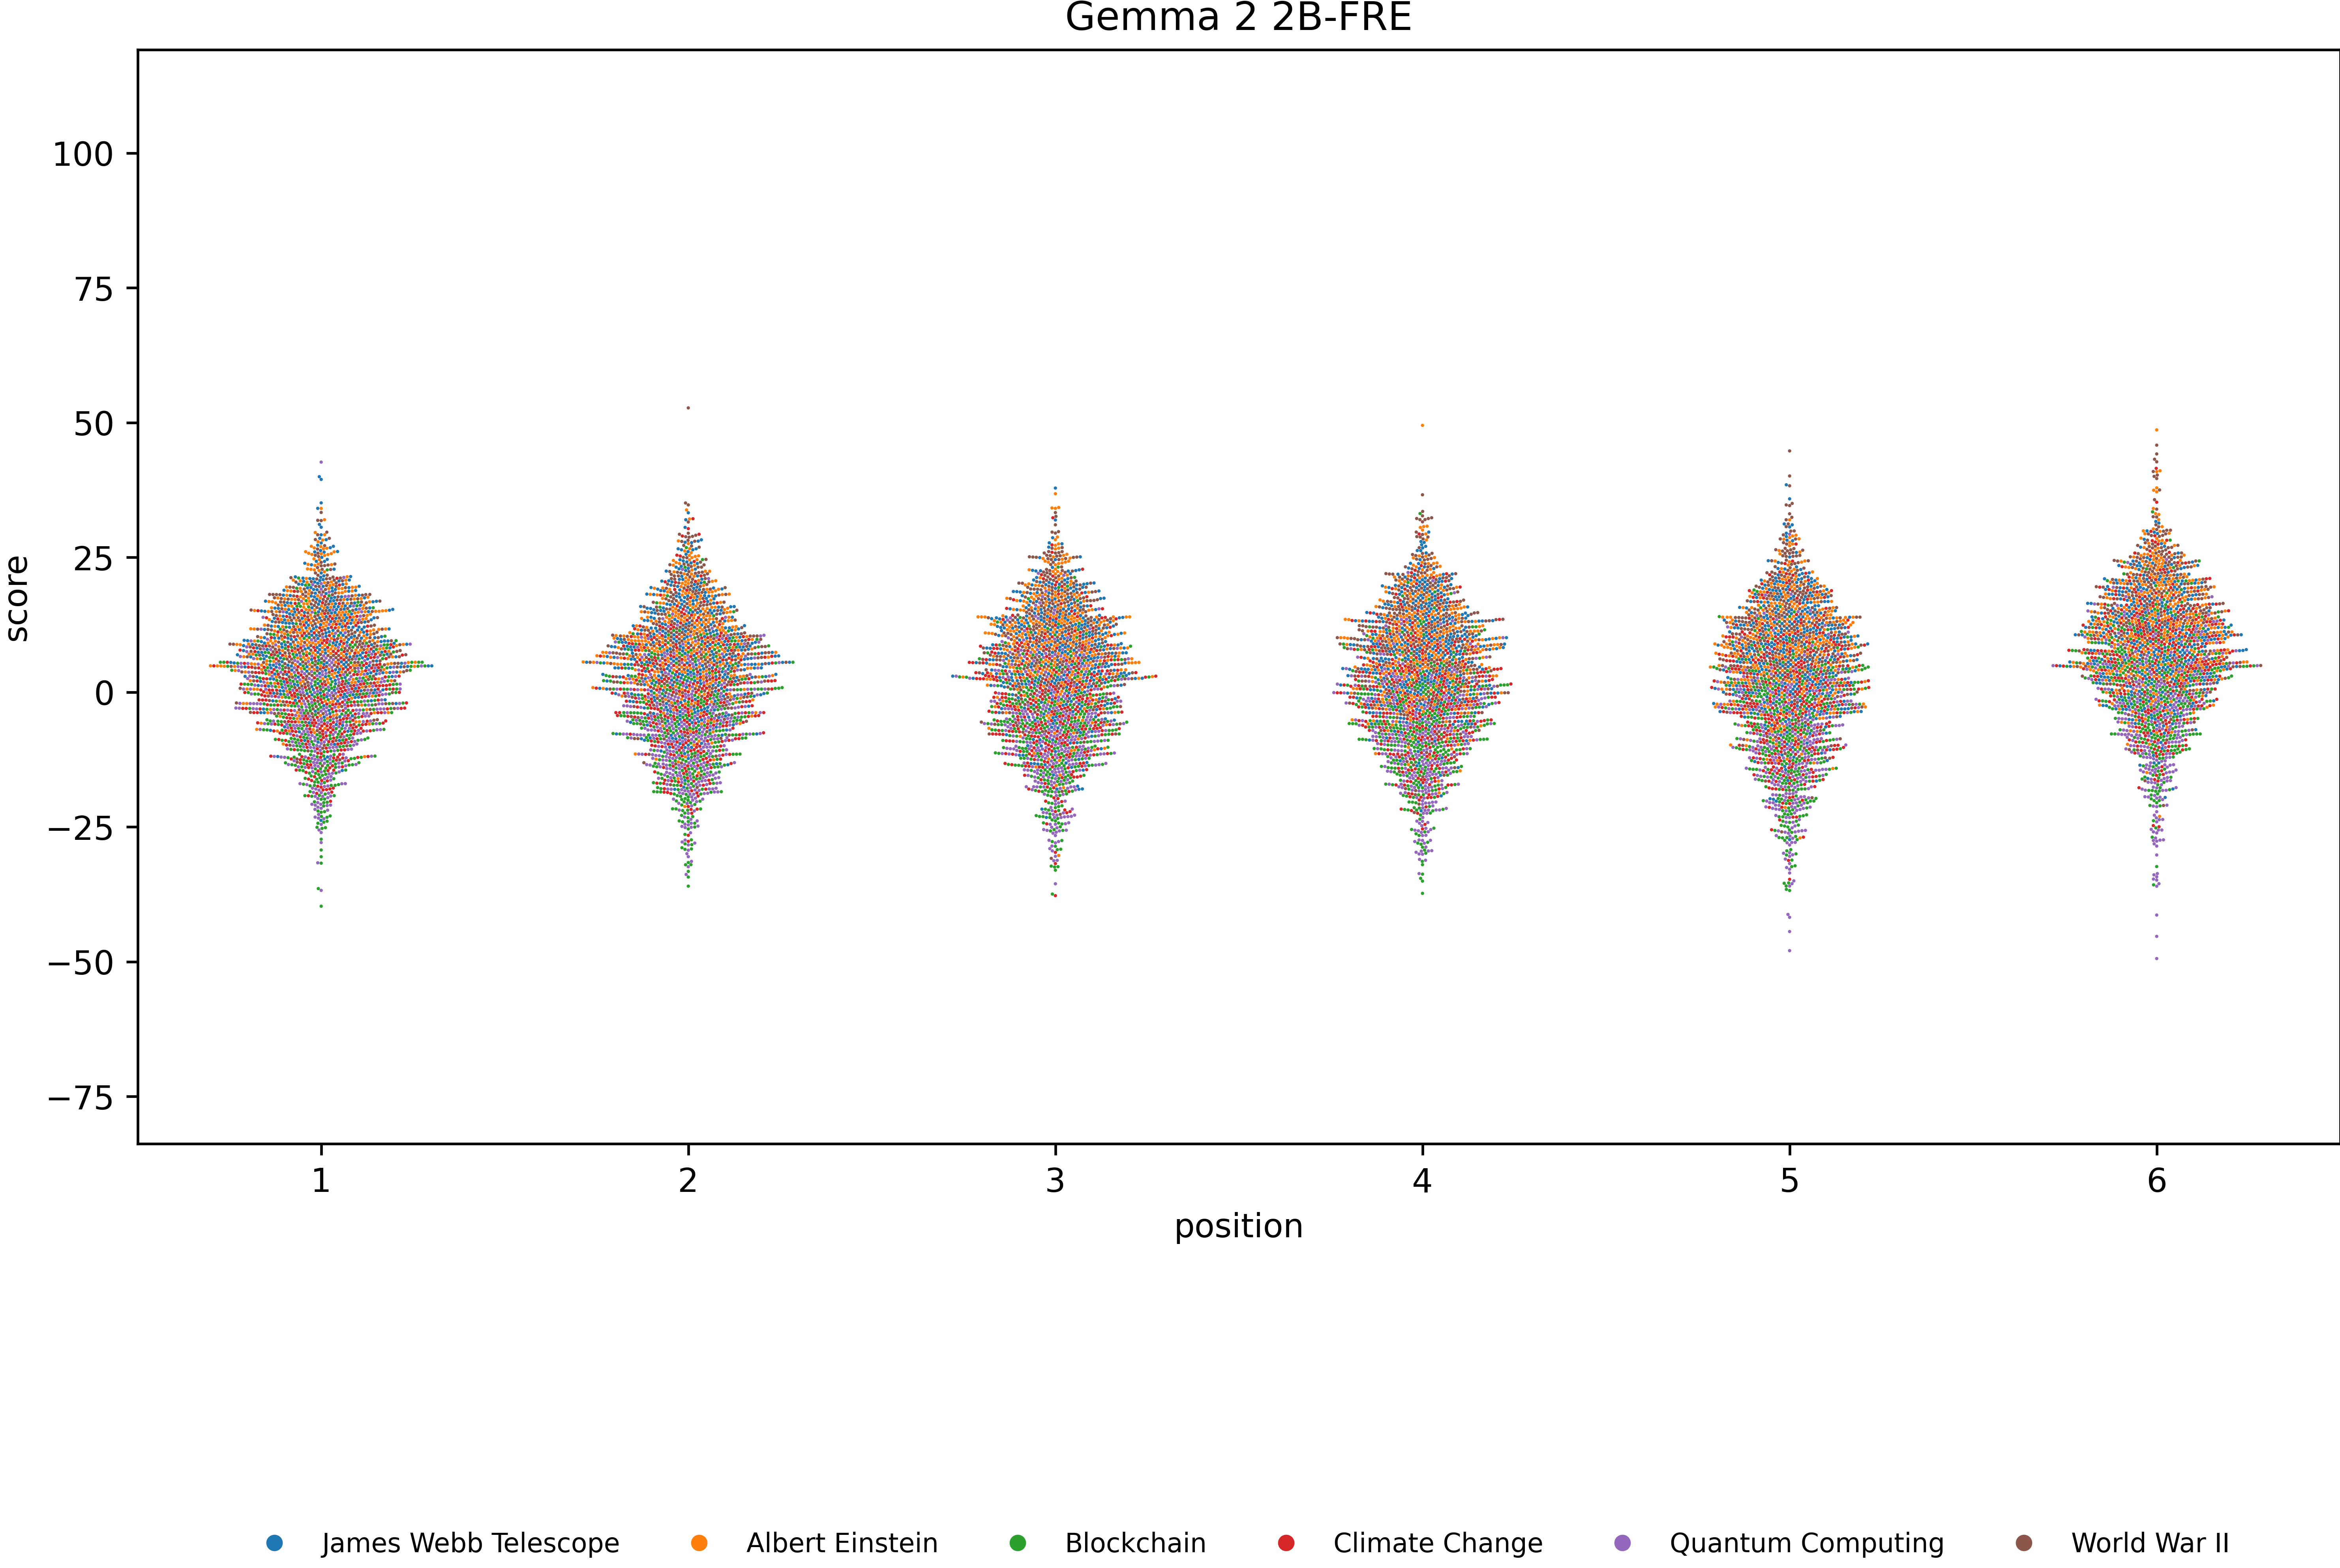 Gemma 2 2B-FRE
score
100
75
50
25
0
−25
−50
−75
1 2 3 4 5 6
position
James Webb Telescope Albert Einstein Blockchain Climate Change Quantum Computing World War II